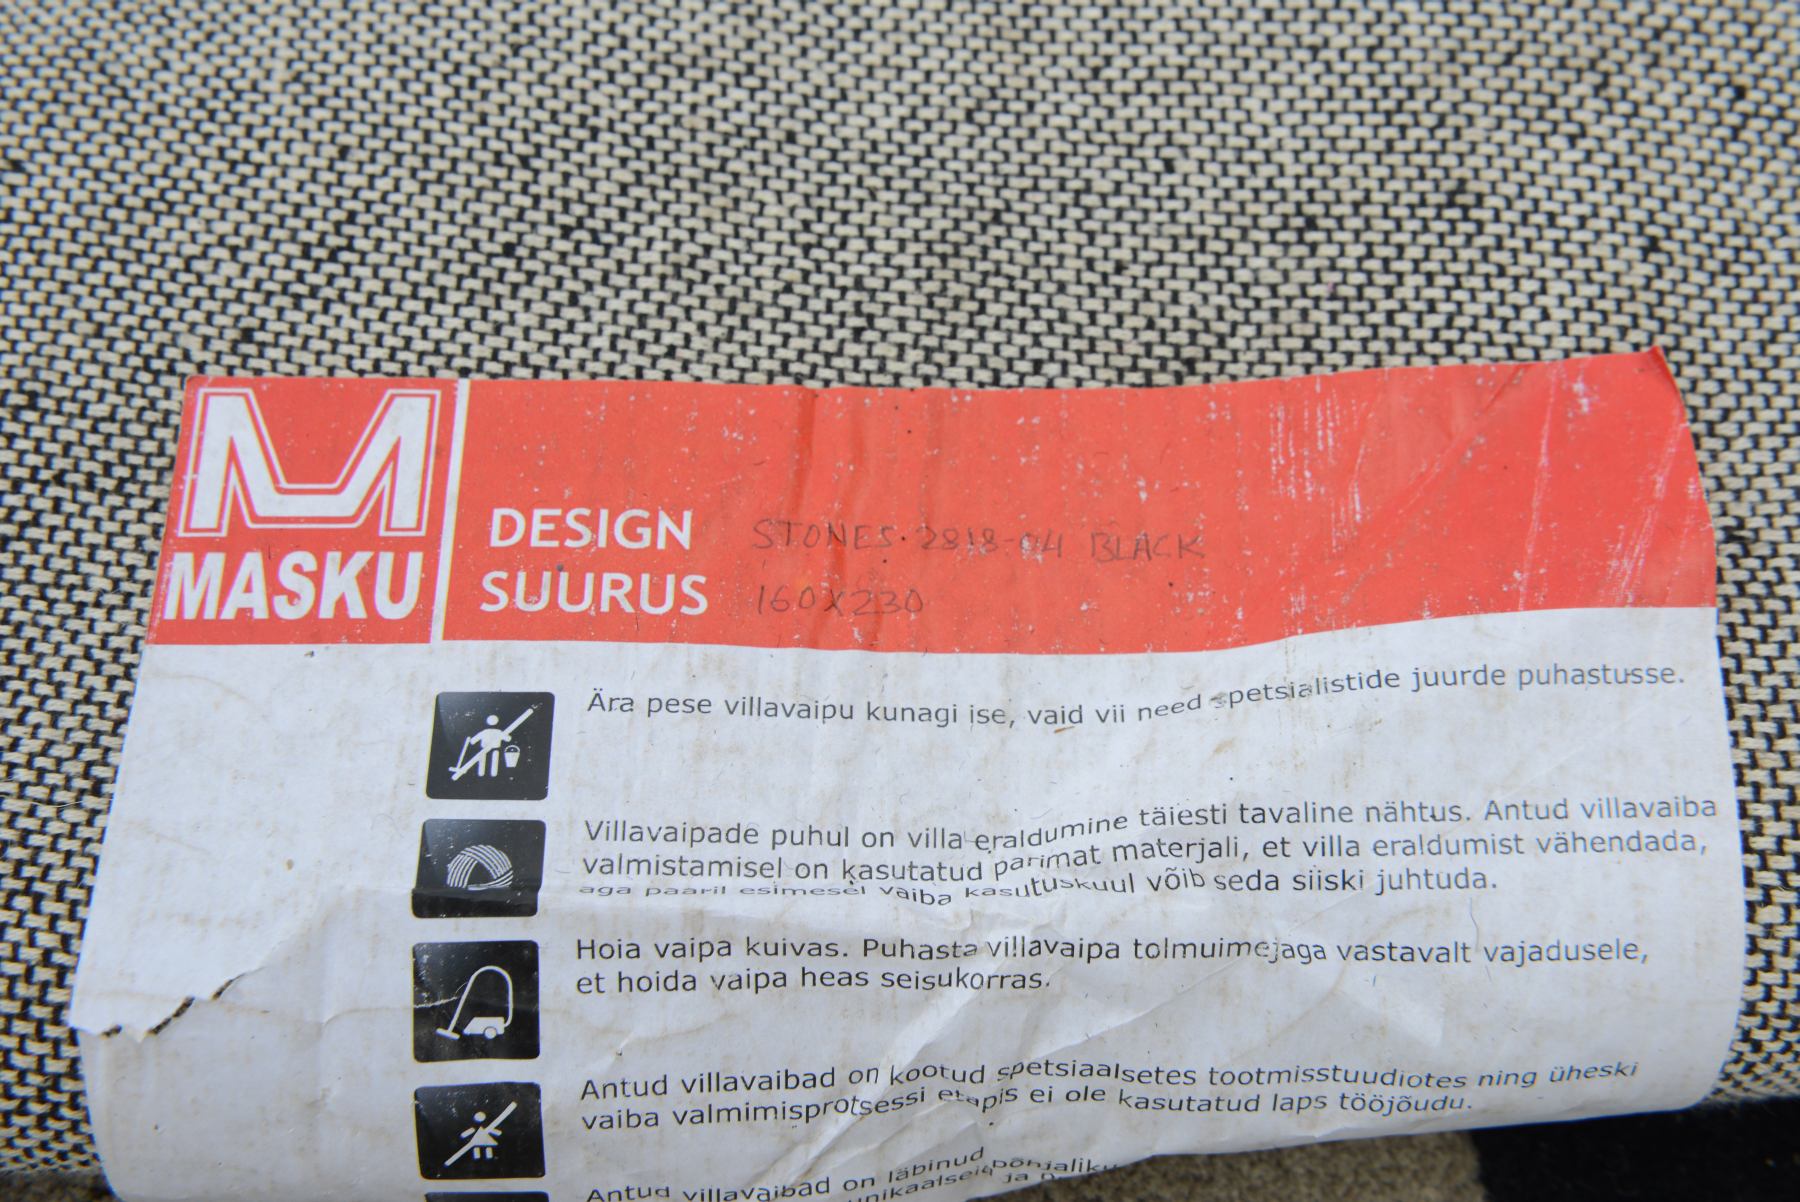 M
MASKU
DESIGN STONES. 2818-04 BLACK
SUURUS 160X230
Ära pese villavaipu kunagi ise, vaid vii need spetsialistide juurde puhastusse.
Villavaipade puhul on villa eraldumine täiesti tavaline nähtus. Antud villavaiba
valmistamisel on kasutatud parimat materjali, et villa eraldumist vähendada,
aga paaril esimesel vaiba kasutuskuul võib seda siiski juhtuda.
Hoia vaipa kuivas. Puhasta villavaipa tolmuimejaga vastavalt vajadusele,
et hoida vaipa heas seisukorras.
Antud villavaibad on kootud spetsiaalsetes tootmisstuudiotes ning üheski
vaiba valmimisprotsessi etapis ei ole kasutatud laps tööjõudu.
Antud villavaibad on läbinud